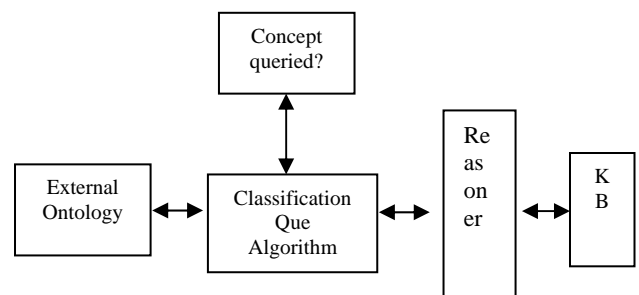 Concept
queried?
External
Ontology
Classification
Que
Algorithm
Re
as
on
er
K
B